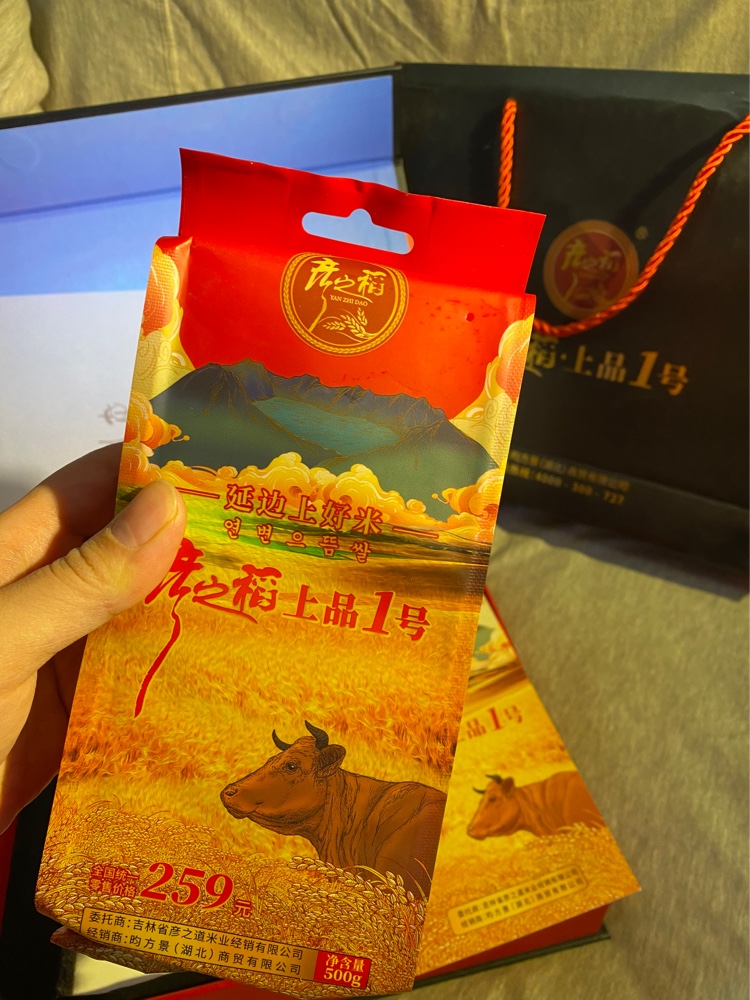 彦之稻
YAN ZHI DAO
延边上好米
연변으뜸쌀
彦之稻上品1号
全国统一
零售价格 259元
委托商:吉林省彦之道米业经销有限公司
经销商:昀方景(湖北)商贸有限公司
净含量
500g
彦之稻
稻·上品1号
品1号